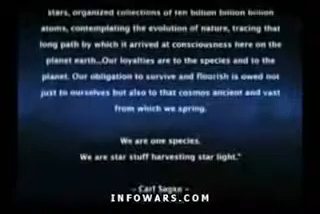 stars, organized collections of ten billion billion billion
atoms, contemplating the evolution of nature, tracing that
long path by which it arrived at consciousness here on the
planet earth...Our loyalties are to the species and to the
planet. Our obligation to survive and flourish is owed not
just to ourselves but also to that cosmos ancient and vast
from which we spring.
We are one species.
We are star stuff harvesting star light."
- Carl Sagan -
INFOWARS.COM